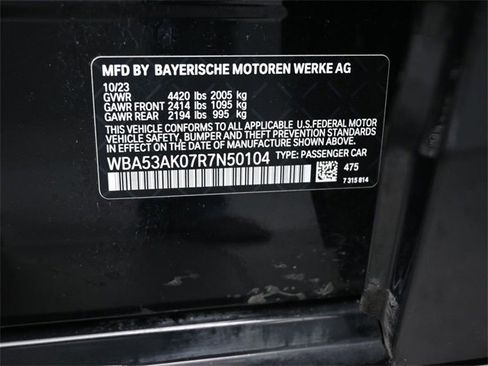 MFD BY BAYERISCHE MOTOREN WERKE AG
10/23
GVWR 4420 lbs 2005 kg
GAWR FRONT 2414 lbs 1095 kg
GAWR REAR 2194 lbs 995 kg
THIS VEHICLE CONFORMS TO ALL APPLICABLE U.S. FEDERAL MOTOR
VEHICLE SAFETY, BUMPER AND THEFT PREVENTION STANDARDS
IN EFFECT ON THE DATE OF MANUFACTURE SHOWN ABOVE.
WBA53AK07R7N50104 TYPE: PASSENGER CAR
475
7 315 814